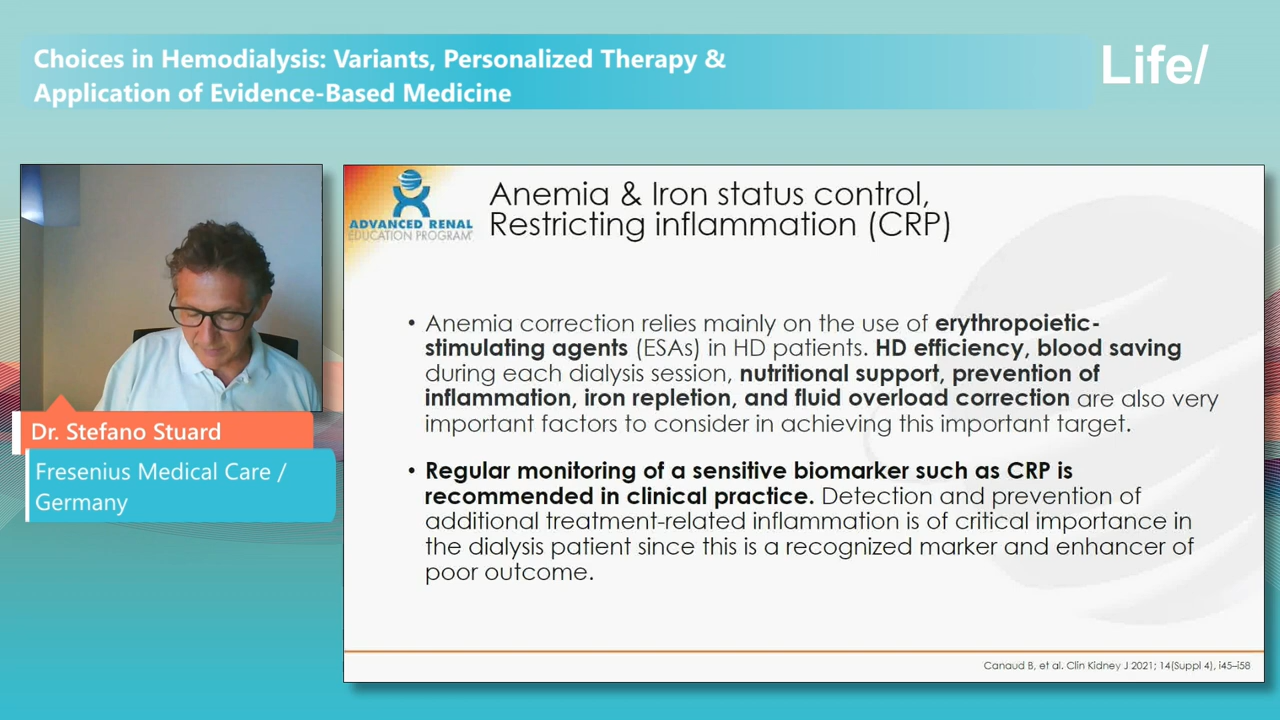 Choices in Hemodialysis: Variants, Personalized Therapy &
Application of Evidence-Based Medicine
Life/
Dr. Stefano Stuard
Fresenius Medical Care /
Germany
ADVANCED RENAL
EDUCATION PROGRAM
Anemia & Iron status control,
Restricting inflammation (CRP)
• Anemia correction relies mainly on the use of erythropoietic-
stimulating agents (ESAs) in HD patients. HD efficiency, blood saving
during each dialysis session, nutritional support, prevention of
inflammation, iron repletion, and fluid overload correction are also very
important factors to consider in achieving this important target.
• Regular monitoring of a sensitive biomarker such as CRP is
recommended in clinical practice. Detection and prevention of
additional treatment-related inflammation is of critical importance in
the dialysis patient since this is a recognized marker and enhancer of
poor outcome.
Canaud B, et al. Clin Kidney J 2021; 14(Suppl 4), i45–i58